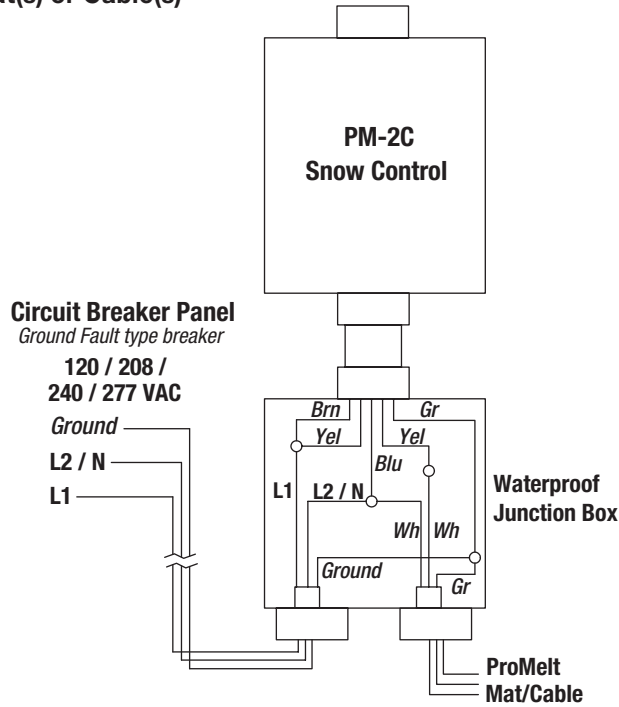 PM-2C
Snow Control
Circuit Breaker Panel
Ground Fault type breaker
120 / 208 /
240 / 277 VAC
Ground
L2 / N
L1
Brn
Gr
Yel
Yel
Blu
L1
L2 / N
Wh
Wh
Ground
Gr
Waterproof
Junction Box
ProMelt
Mat/Cable